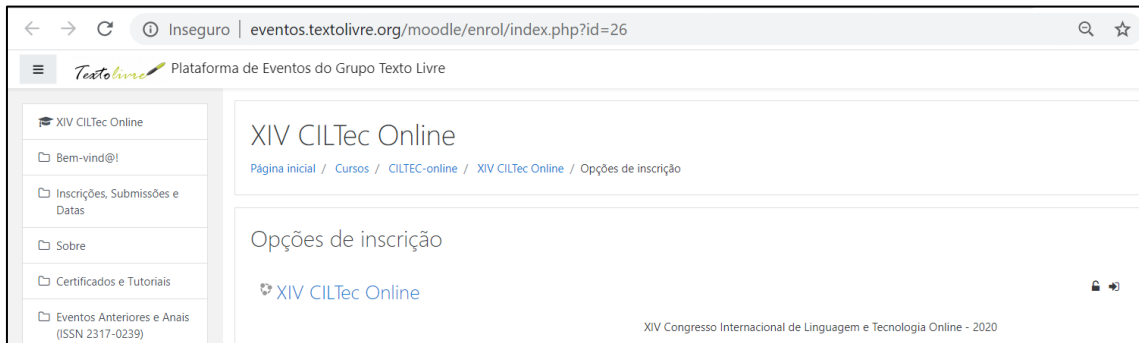 Inseguro | eventos.textolivre.org/moodle/enrol/index.php?id=26
Textolivre Plataforma de Eventos do Grupo Texto Livre
XIV CILTec Online
Bem-vind@!
Inscrições, Submissões e
Datas
Sobre
Certificados e Tutoriais
Eventos Anteriores e Anais
(ISSN 2317-0239)
XIV CILTec Online
Página inicial / Cursos / CILTEC-online / XIV CILTec Online / Opções de inscrição
Opções de inscrição
XIV CILTec Online
XIV Congresso Internacional de Linguagem e Tecnologia Online - 2020